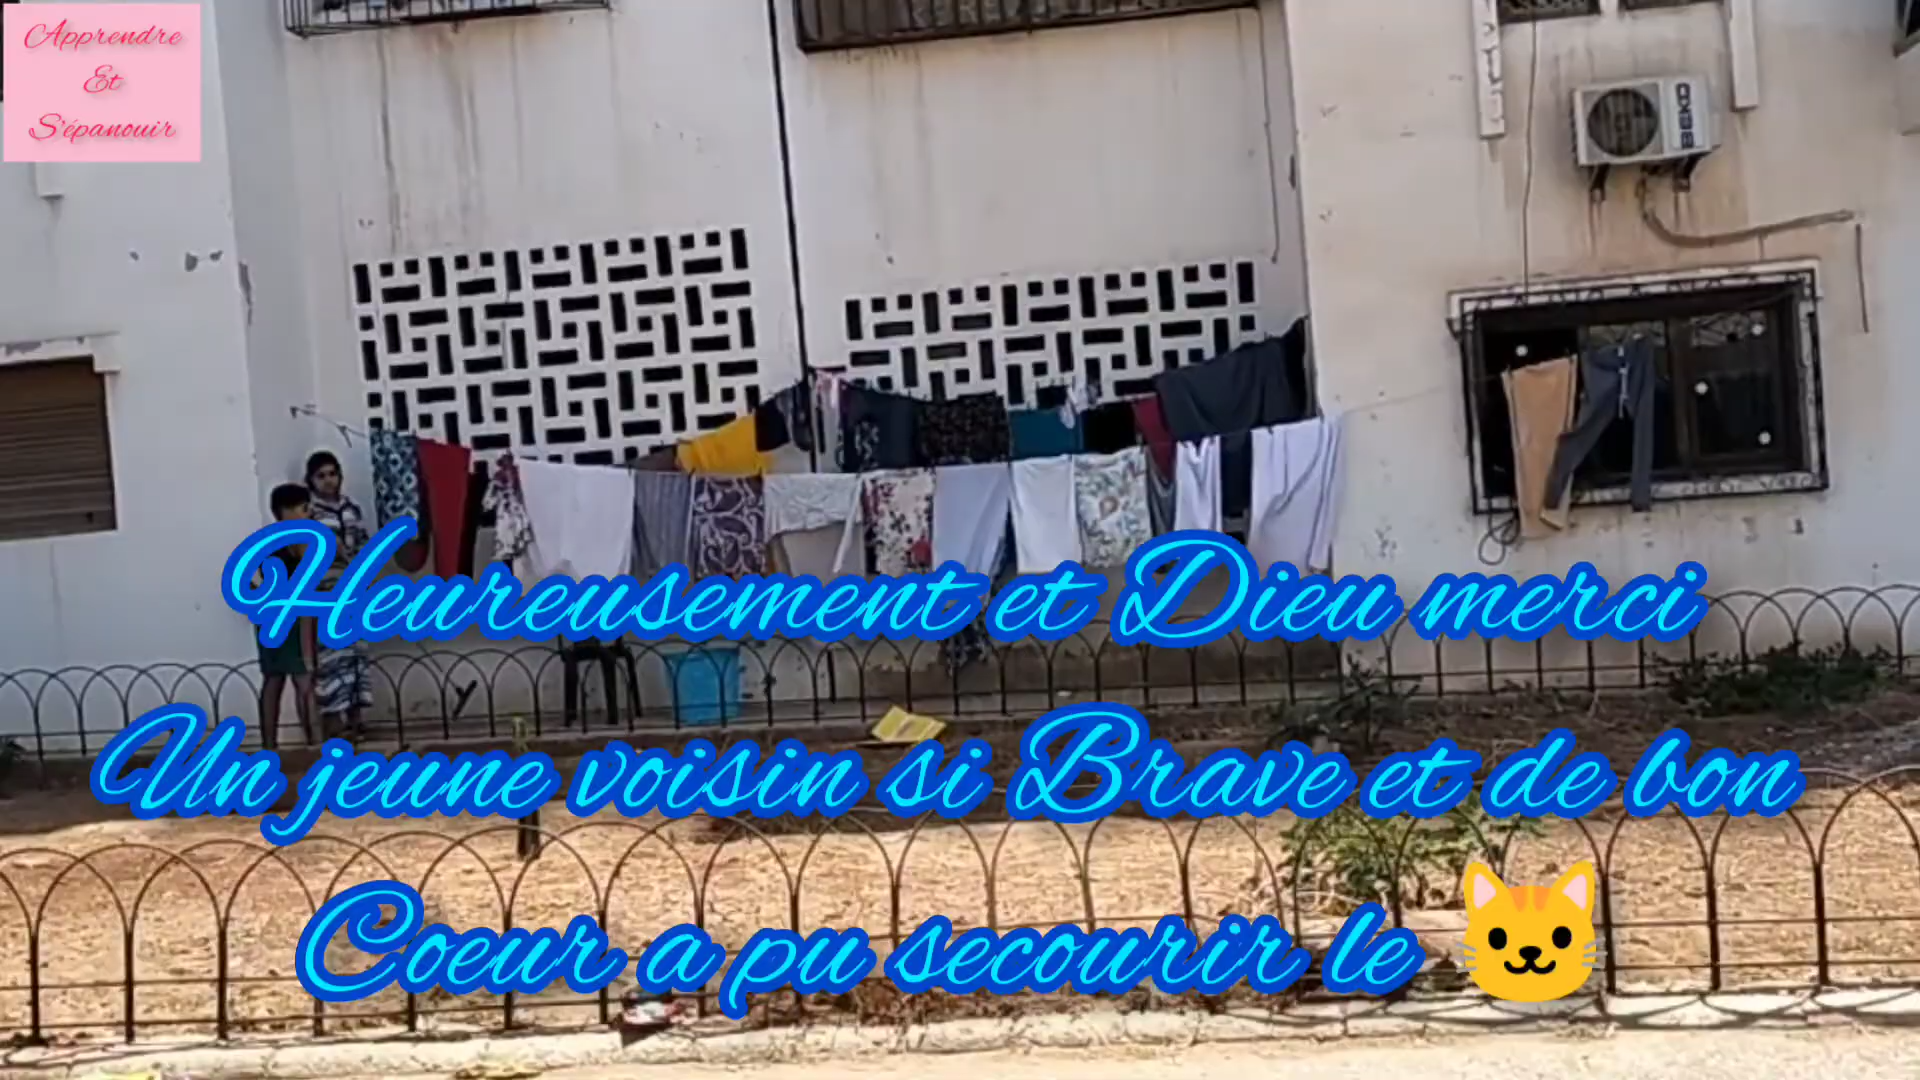 Apprendre
Et
S'épanouir
Heureusement et Dieu merci
Un jeune voisin si Brave et de bon
Coeur a pu secourir le 🐱